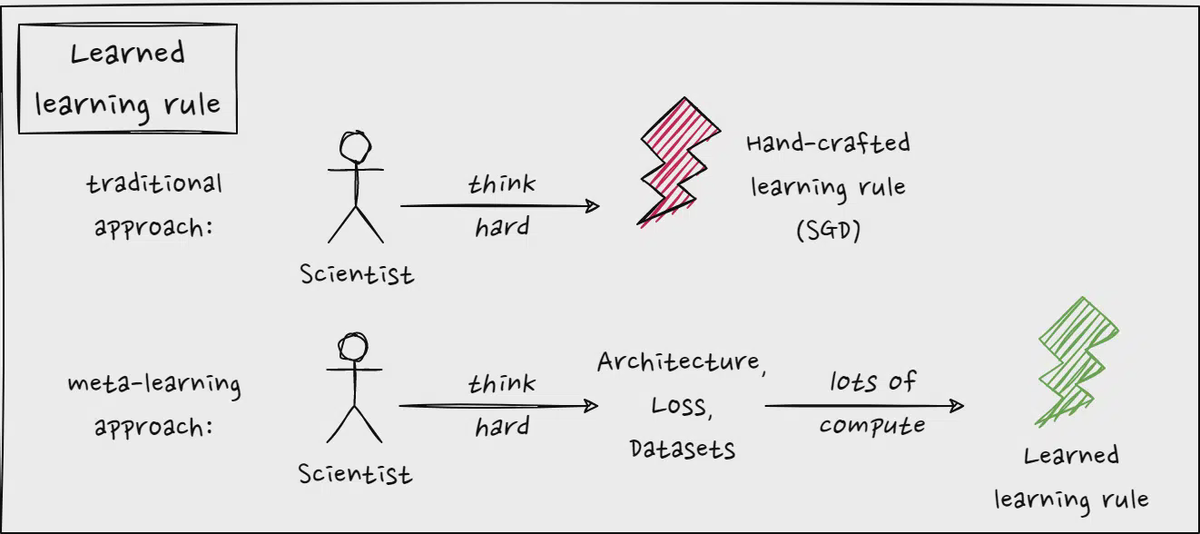 Learned
learning rule
traditional
approach:
Scientist
think
hard
Hand-crafted
learning rule
(SGD)
meta-learning
approach:
Scientist
think
hard
Architecture,
Loss,
Datasets
lots of
compute
Learned
learning rule